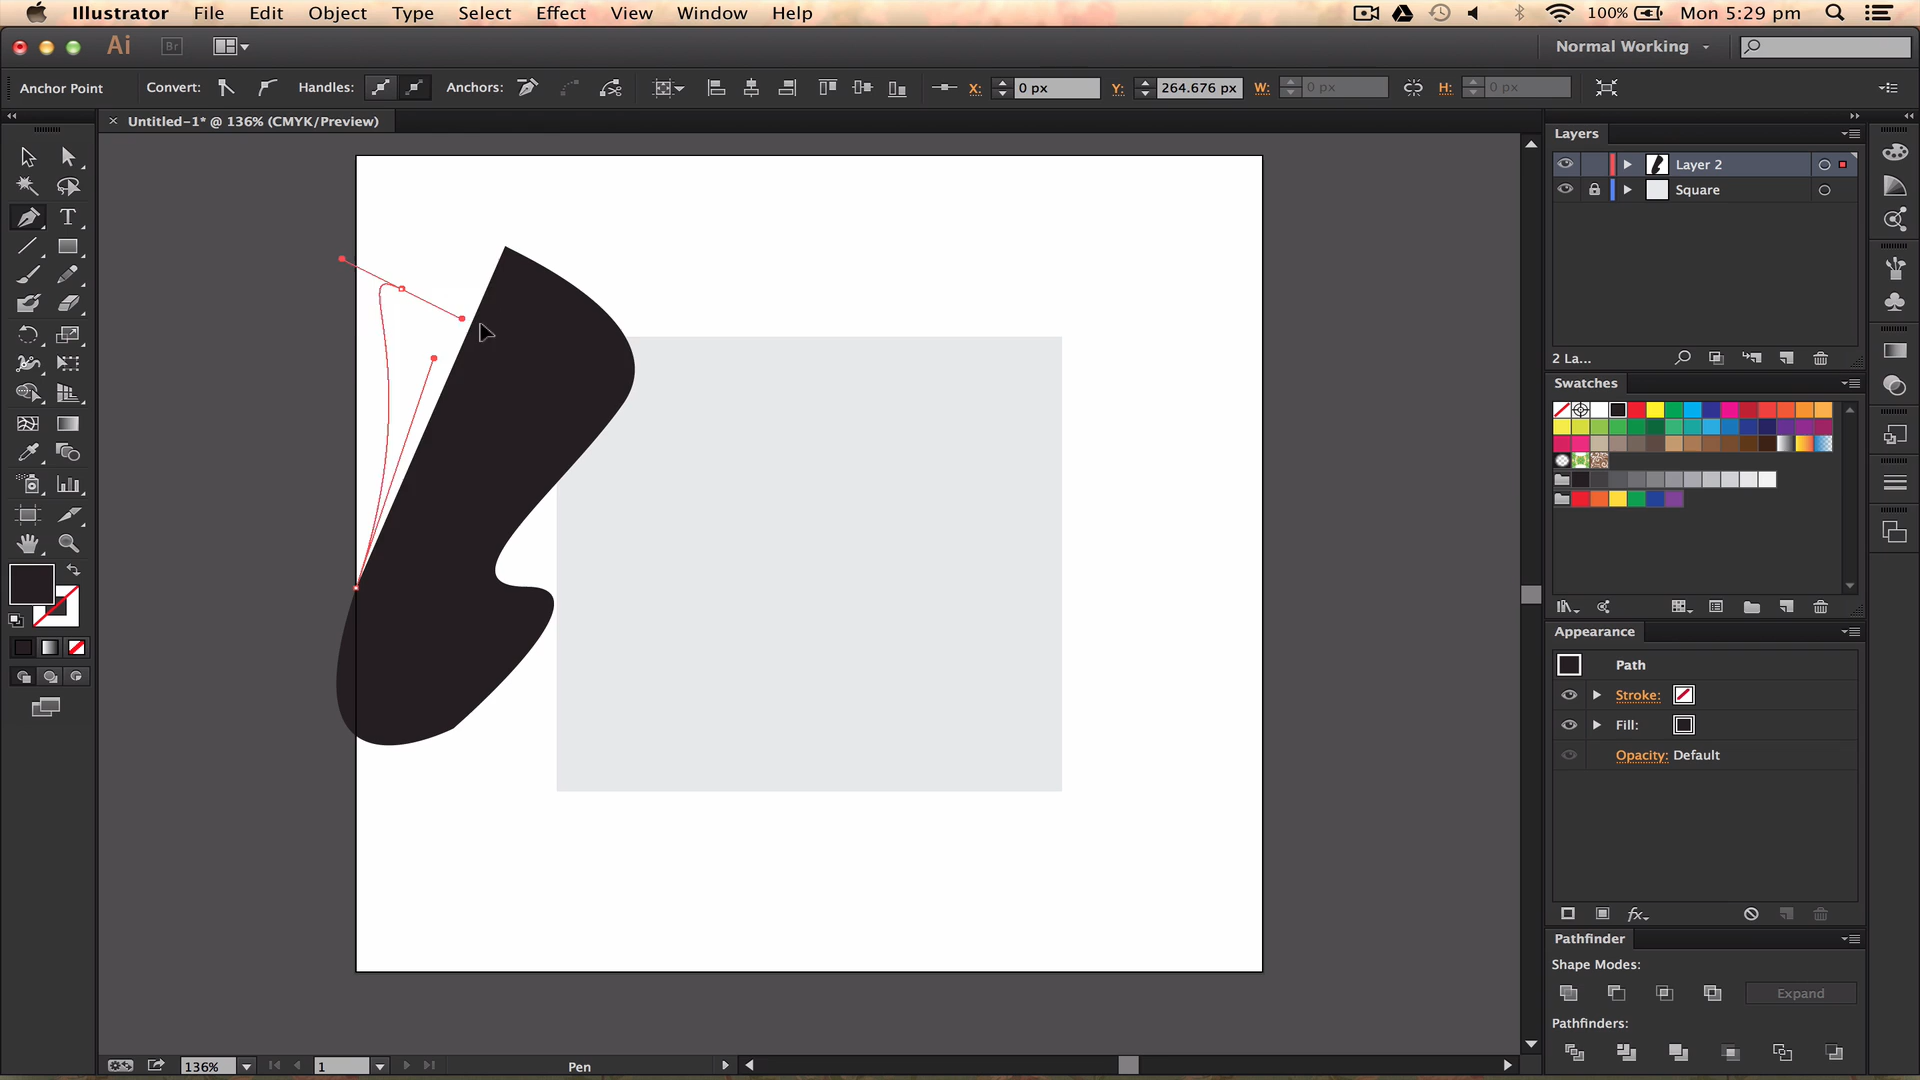 Illustrator File Edit Object Type Select Effect View Window Help 100% Mon 5:29 pm
Ai Br Normal Working
Anchor Point Convert: Handles: Anchors: X: 0 px Y: 264.676 px W: 0 px H: 0 px
Untitled-1* @ 136% (CMYK/Preview)
Layers
Layer 2
Square
2 La...
Swatches
Appearance
Path
Stroke:
Fill:
Opacity: Default
fx
Pathfinder
Shape Modes:
Expand
Pathfinders:
136% 1 Pen